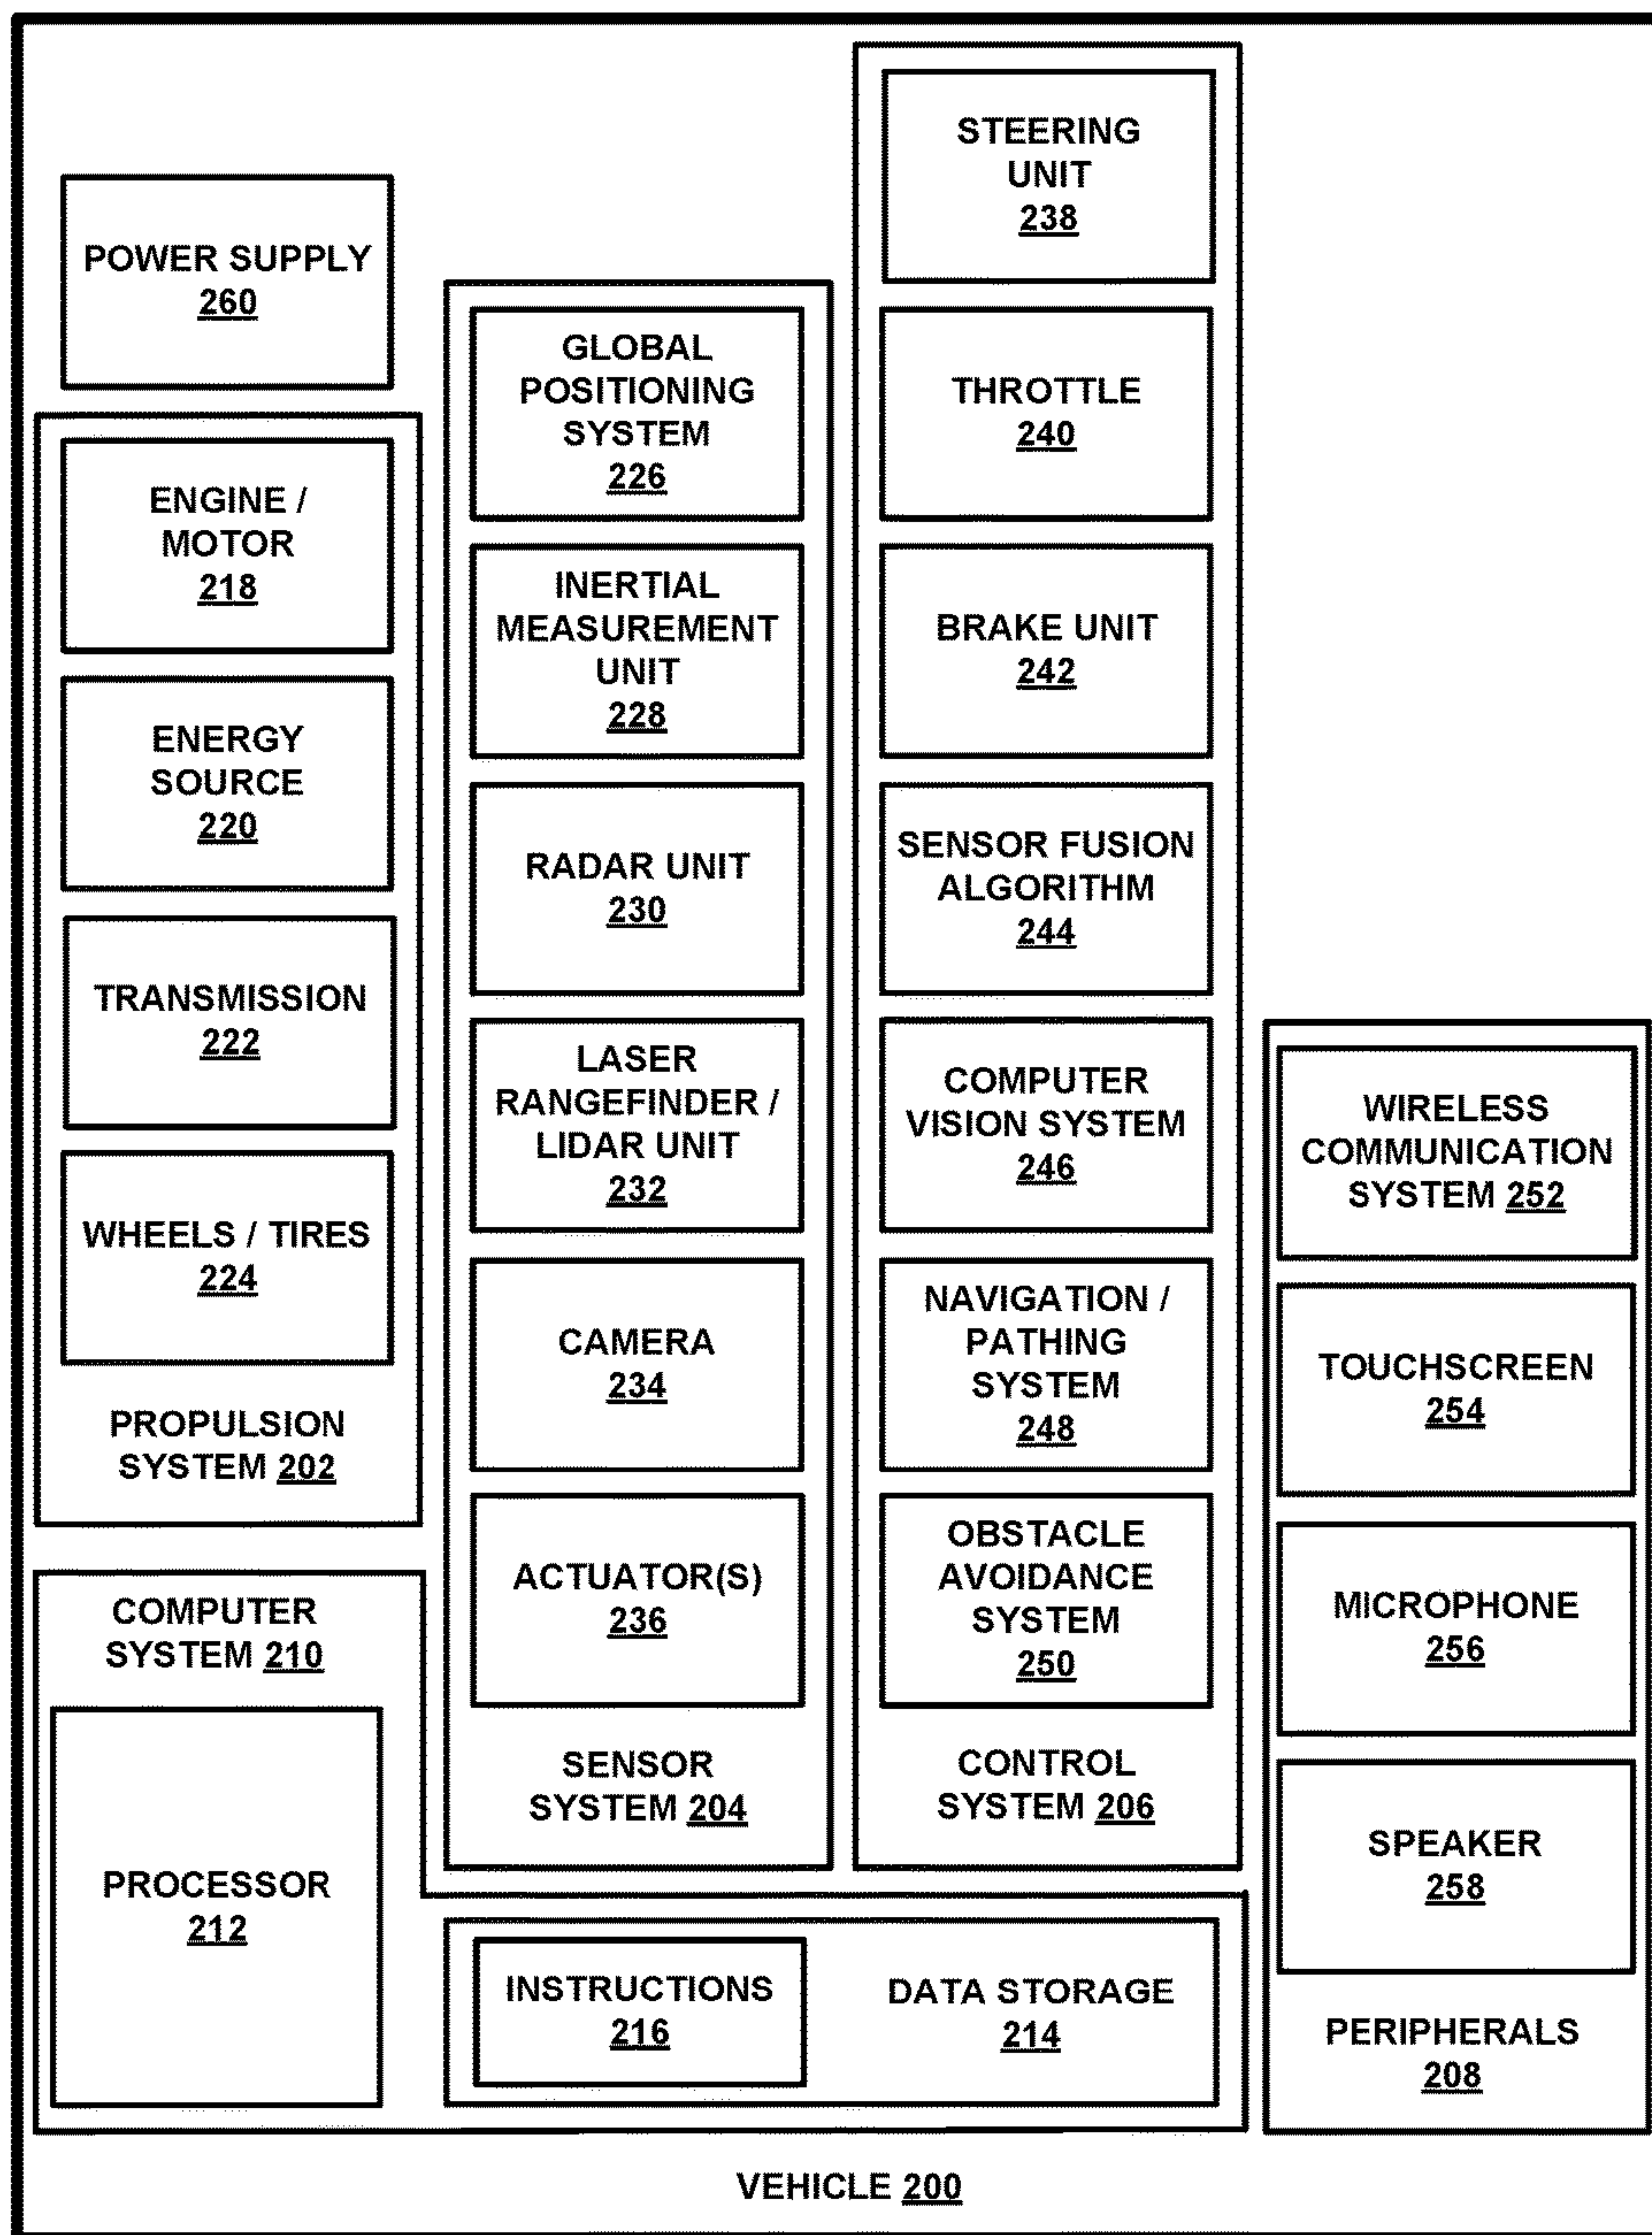 POWER SUPPLY
260
ENGINE /
MOTOR
218
ENERGY
SOURCE
220
TRANSMISSION
222
WHEELS / TIRES
224
PROPULSION
SYSTEM 202
COMPUTER
SYSTEM 210
PROCESSOR
212
INSTRUCTIONS
216
DATA STORAGE
214
GLOBAL
POSITIONING
SYSTEM
226
INERTIAL
MEASUREMENT
UNIT
228
RADAR UNIT
230
LASER
RANGEFINDER /
LIDAR UNIT
232
CAMERA
234
ACTUATOR(S)
236
SENSOR
SYSTEM 204
STEERING
UNIT
238
THROTTLE
240
BRAKE UNIT
242
SENSOR FUSION
ALGORITHM
244
COMPUTER
VISION SYSTEM
246
NAVIGATION /
PATHING
SYSTEM
248
OBSTACLE
AVOIDANCE
SYSTEM
250
CONTROL
SYSTEM 206
WIRELESS
COMMUNICATION
SYSTEM 252
TOUCHSCREEN
254
MICROPHONE
256
SPEAKER
258
PERIPHERALS
208
VEHICLE 200